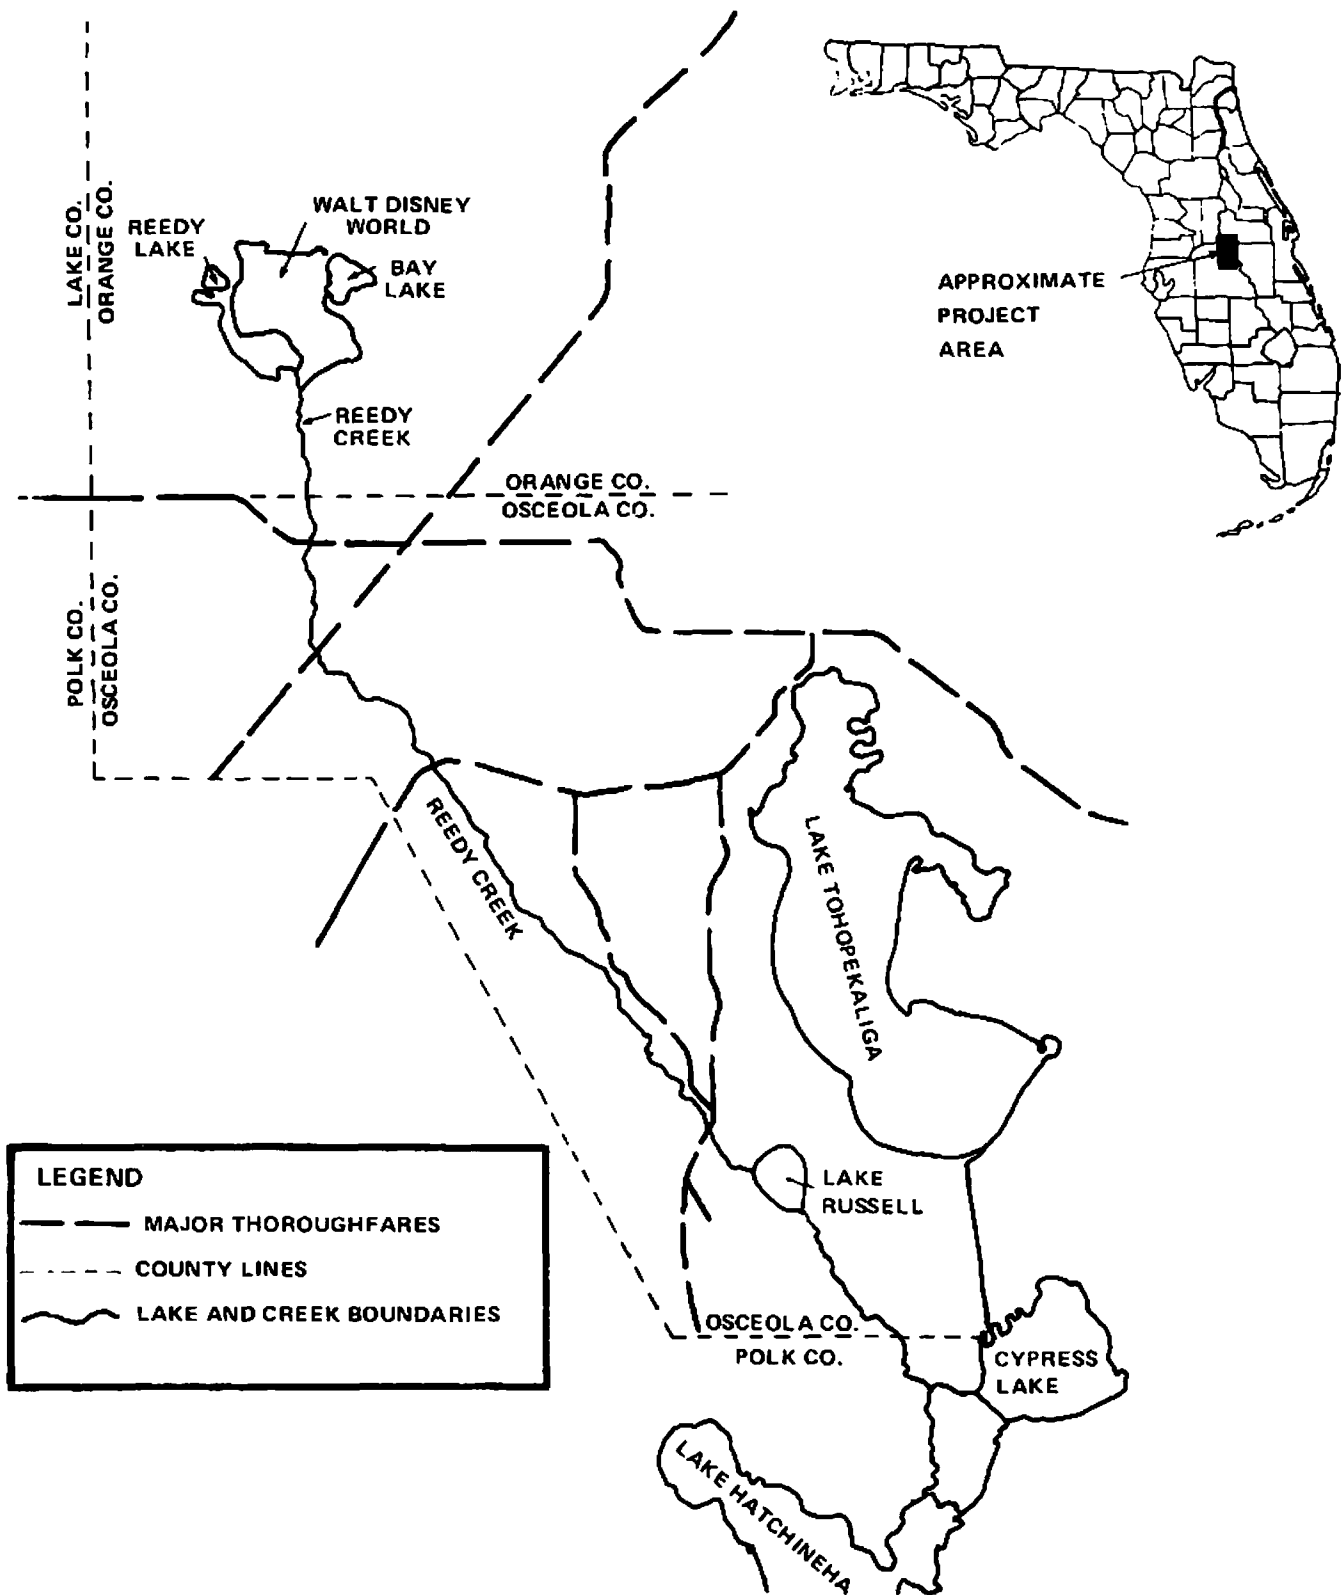 LAKE CO.
ORANGE CO.
REEDY
LAKE
WALT DISNEY
WORLD
BAY
LAKE
REEDY
CREEK
APPROXIMATE
PROJECT
AREA
ORANGE CO.
OSCEOLA CO.
POLK CO.
OSCEOLA CO.
REEDY CREEK
LAKE TOHOPEKALIGA
LAKE
RUSSELL
OSCEOLA CO.
POLK CO.
CYPRESS
LAKE
LAKE HATCHINEHA
LEGEND
MAJOR THOROUGHFARES
COUNTY LINES
LAKE AND CREEK BOUNDARIES